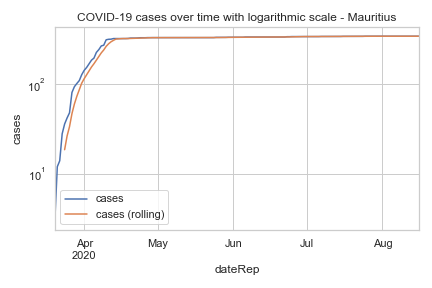 COVID-19 cases over time with logarithmic scale - Mauritius
cases
10²
10¹
cases
cases (rolling)
Apr
2020
May
Jun
Jul
Aug
dateRep